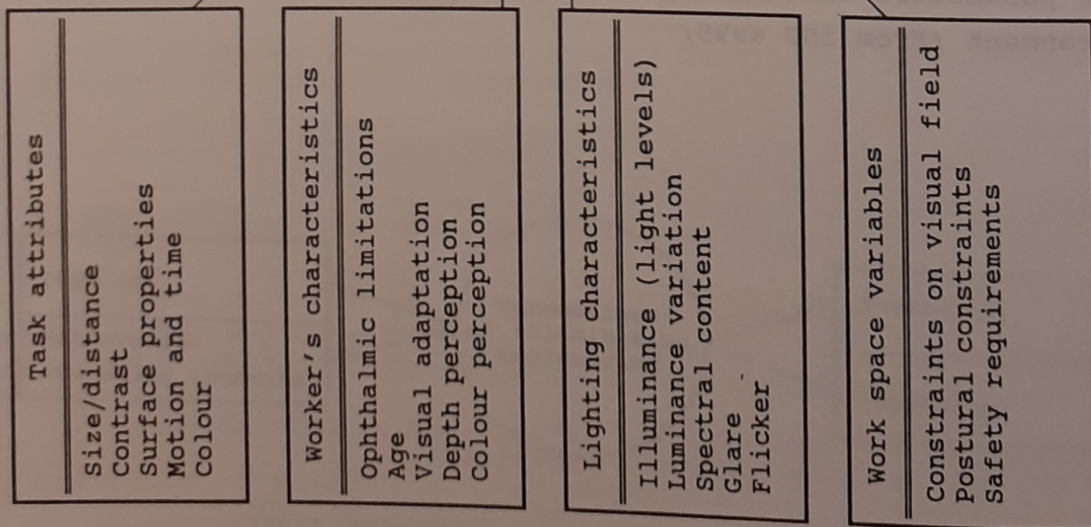 Task attributes
Size/distance
Contrast
Surface properties
Motion and time
Colour
Worker's characteristics
Ophthalmic limitations
Age
Visual adaptation
Depth perception
Colour perception
Lighting characteristics
Illuminance (light levels)
Luminance variation
Spectral content
Glare
Flicker
Work space variables
Constraints on visual field
Postural constraints
Safety requirements